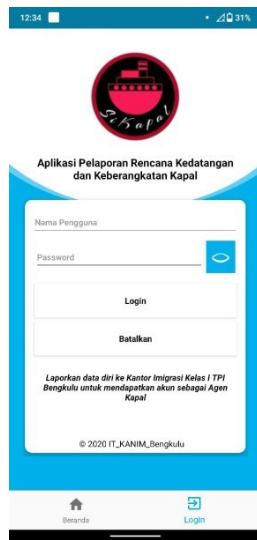 12:34
31%
SiKapal
Aplikasi Pelaporan Rencana Kedatangan
dan Keberangkatan Kapal
Nama Pengguna
Password
Login
Batalkan
Laporkan data diri ke Kantor Imigrasi Kelas I TPI
Bengkulu untuk mendapatkan akun sebagai Agen
Kapal
© 2020 IT_KANIM_Bengkulu
Beranda
Login